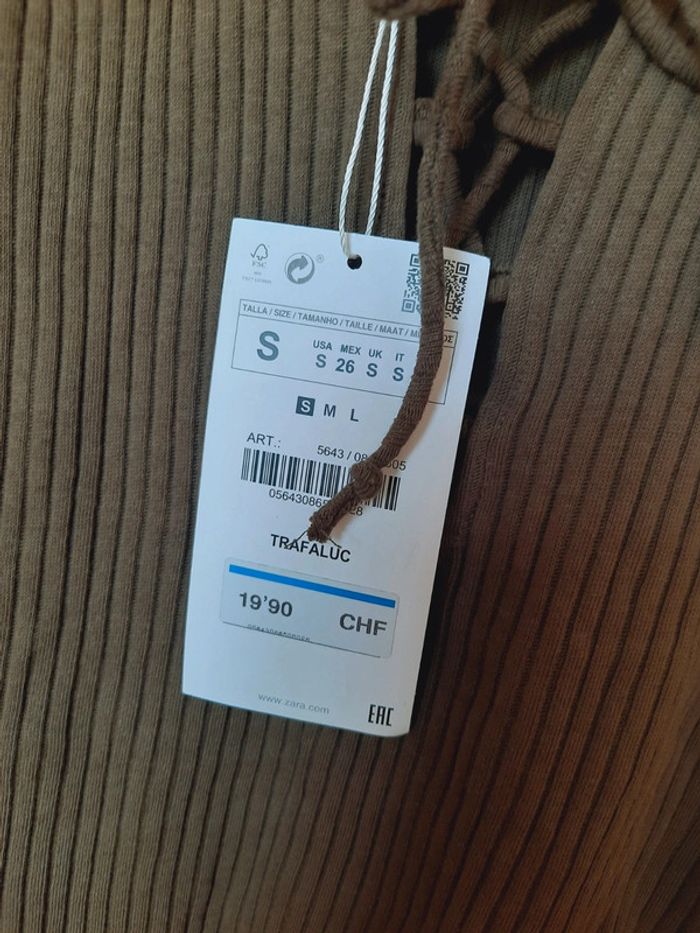 FSC
TALLA / SIZE / TAMANHO / TAILLE / MAAT /
S
USA MEX UK IT
S 26 S S
S M L
ART.:
5643 /
TRAFALUC
19'90 CHF
www.zara.com
EAC